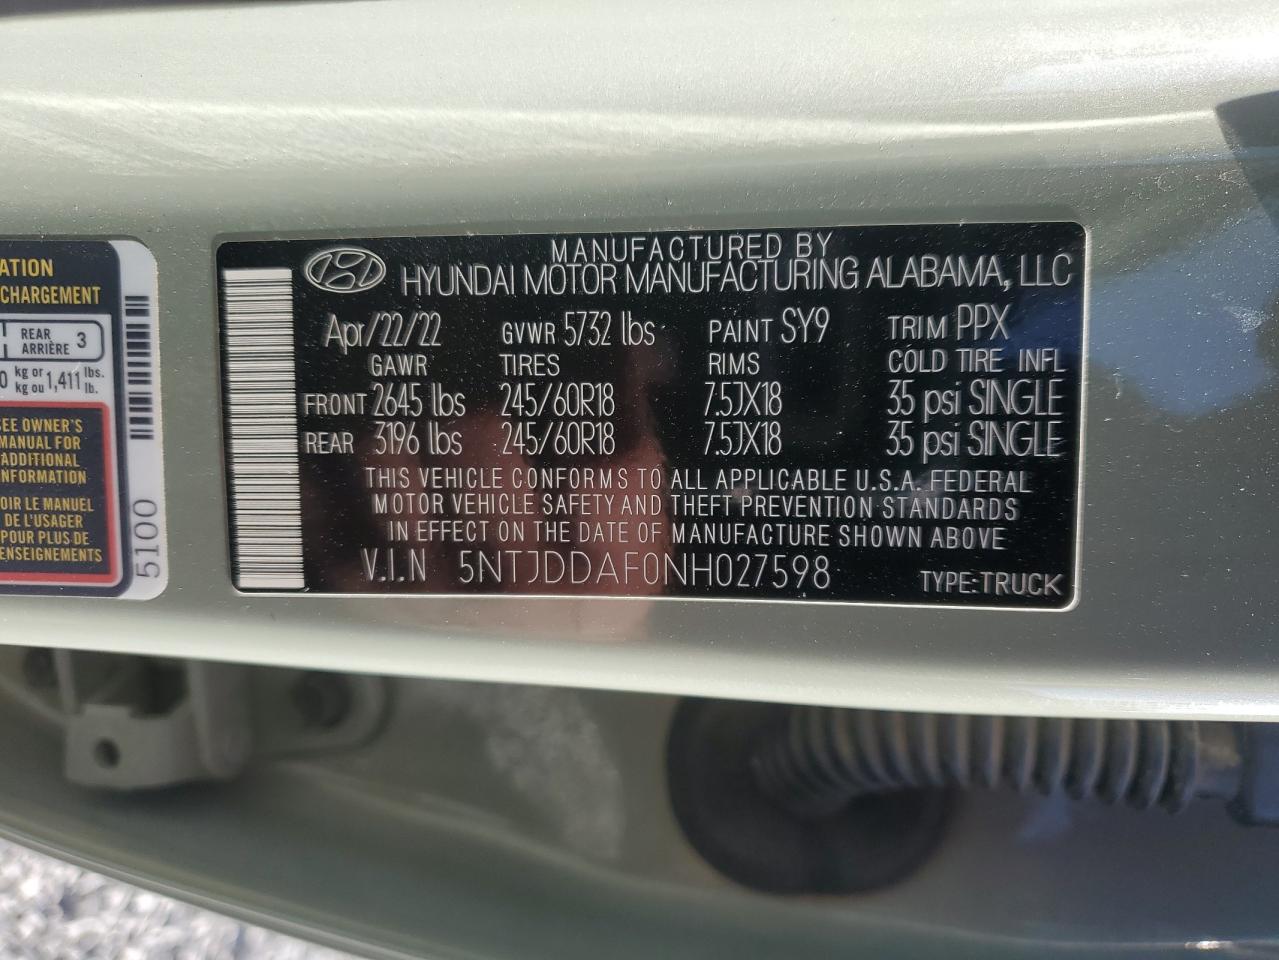 ATION
CHARGEMENT
REAR 3
ARRIÈRE
kg or 1,411 lbs.
kg ou lb.
SEE OWNER'S
MANUAL FOR
ADDITIONAL
INFORMATION
VOIR LE MANUEL
DE L'USAGER
POUR PLUS DE
RENSEIGNEMENTS
5100
MANUFACTURED BY
HYUNDAI MOTOR MANUFACTURING ALABAMA, LLC
Apr/22/22 GVWR 5732 lbs PAINT SY9 TRIM PPX
GAWR TIRES RIMS COLD TIRE INFL
FRONT 2645 lbs 245/60R18 7.5JX18 35 psi SINGLE
REAR 3196 lbs 245/60R18 7.5JX18 35 psi SINGLE
THIS VEHICLE CONFORMS TO ALL APPLICABLE U.S.A. FEDERAL
MOTOR VEHICLE SAFETY AND THEFT PREVENTION STANDARDS
IN EFFECT ON THE DATE OF MANUFACTURE SHOWN ABOVE
V.I.N 5NTJDDAF0NH027598 TYPE:TRUCK